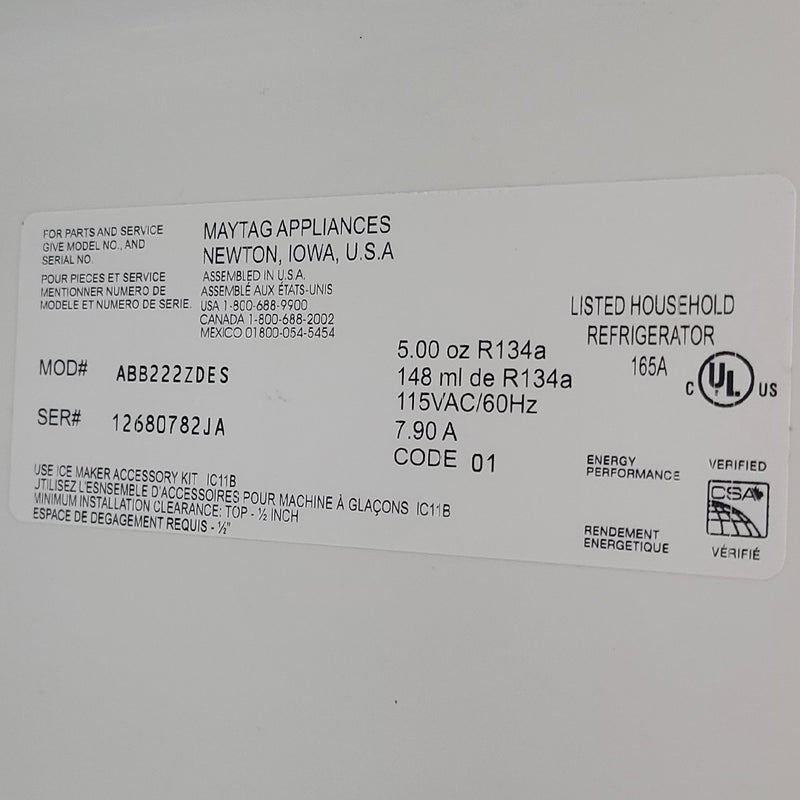 FOR PARTS AND SERVICE
GIVE MODEL NO., AND
SERIAL NO.
POUR PIECES ET SERVICE
MENTIONNER NUMERO DE
MODELE ET NUMERO DE SERIE.
MAYTAG APPLIANCES
NEWTON, IOWA, U.S.A
ASSEMBLED IN U.S.A.
ASSEMBLÉ AUX ÉTATS-UNIS
USA 1-800-688-9900
CANADA 1-800-688-2002
MEXICO 01800-054-5454
MOD# ABB222ZDES
SER# 12680782JA
5.00 oz R134a
148 ml de R134a
115VAC/60Hz
7.90 A
CODE 01
LISTED HOUSEHOLD
REFRIGERATOR
165A
C UL US
ENERGY
PERFORMANCE
VERIFIED
CSA
RENDEMENT
ENERGETIQUE
VÉRIFIÉ
USE ICE MAKER ACCESSORY KIT IC11B
UTILISEZ L'ESNSEMBLE D'ACCESSOIRES POUR MACHINE À GLAÇONS IC11B
MINIMUM INSTALLATION CLEARANCE: TOP - ½ INCH
ESPACE DE DEGAGEMENT REQUIS - ½"